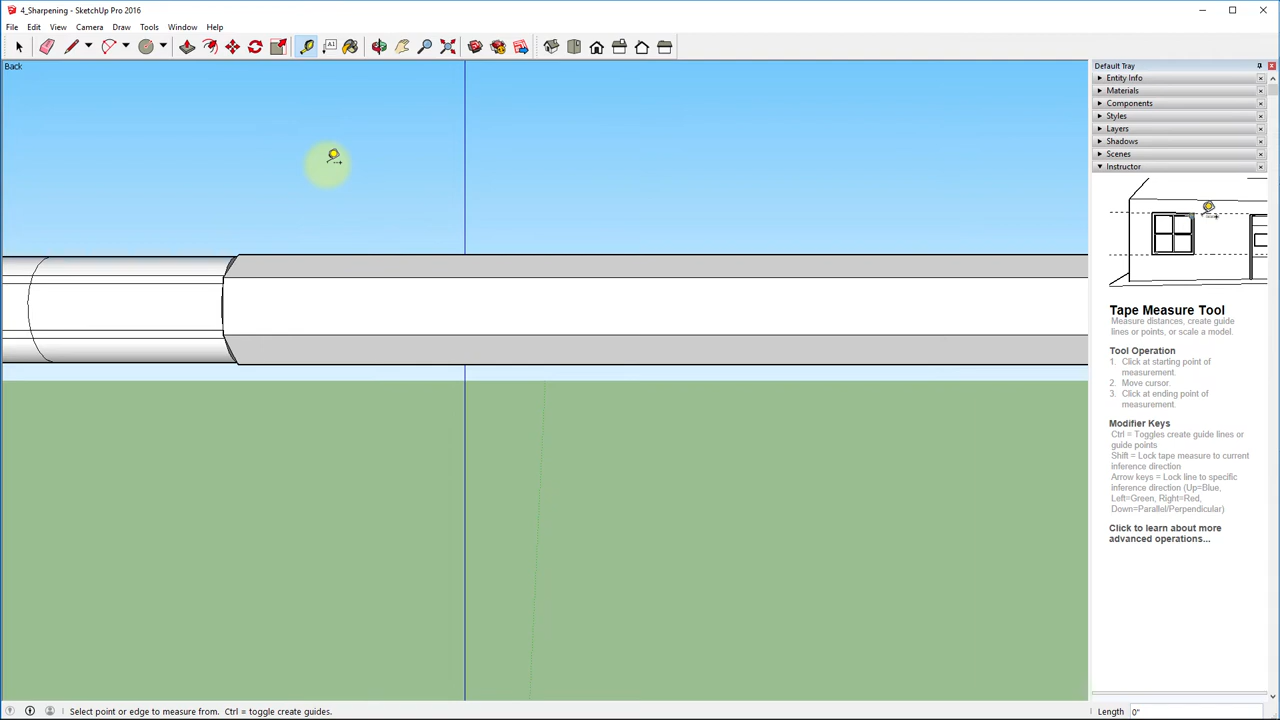 4_Sharpening - SketchUp Pro 2016
File Edit View Camera Draw Tools Window Help
A1
Back
Default Tray
Entity Info
Materials
Components
Styles
Layers
Shadows
Scenes
Instructor
Tape Measure Tool
Measure distances, create guide
lines or points, or scale a model.
Tool Operation
1. Click at starting point of
measurement.
2. Move cursor.
3. Click at ending point of
measurement.
Modifier Keys
Ctrl = Toggles create guide lines or
guide points
Shift = Lock tape measure to current
inference direction
Arrow keys = Lock line to specific
inference direction (Up=Blue,
Left=Green, Right=Red,
Down=Parallel/Perpendicular)
Click to learn about more
advanced operations...
Select point or edge to measure from. Ctrl = toggle create guides.
Length 0"